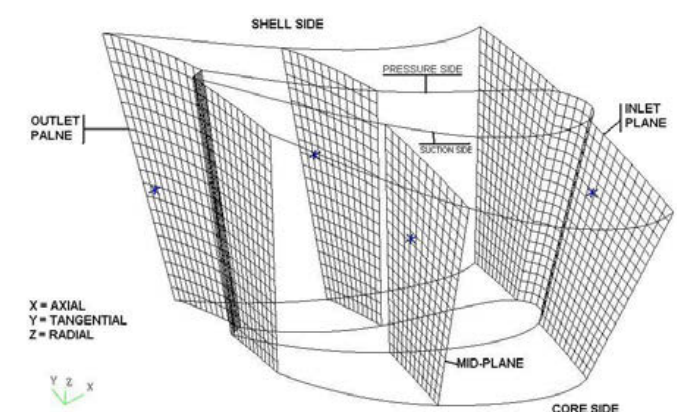 SHELL SIDE
PRESSURE SIDE
INLET
PLANE
OUTLET
PALNE
SUCTION SIDE
X = AXIAL
Y = TANGENTIAL
Z = RADIAL
MID-PLANE
Y Z X
CORE SIDE